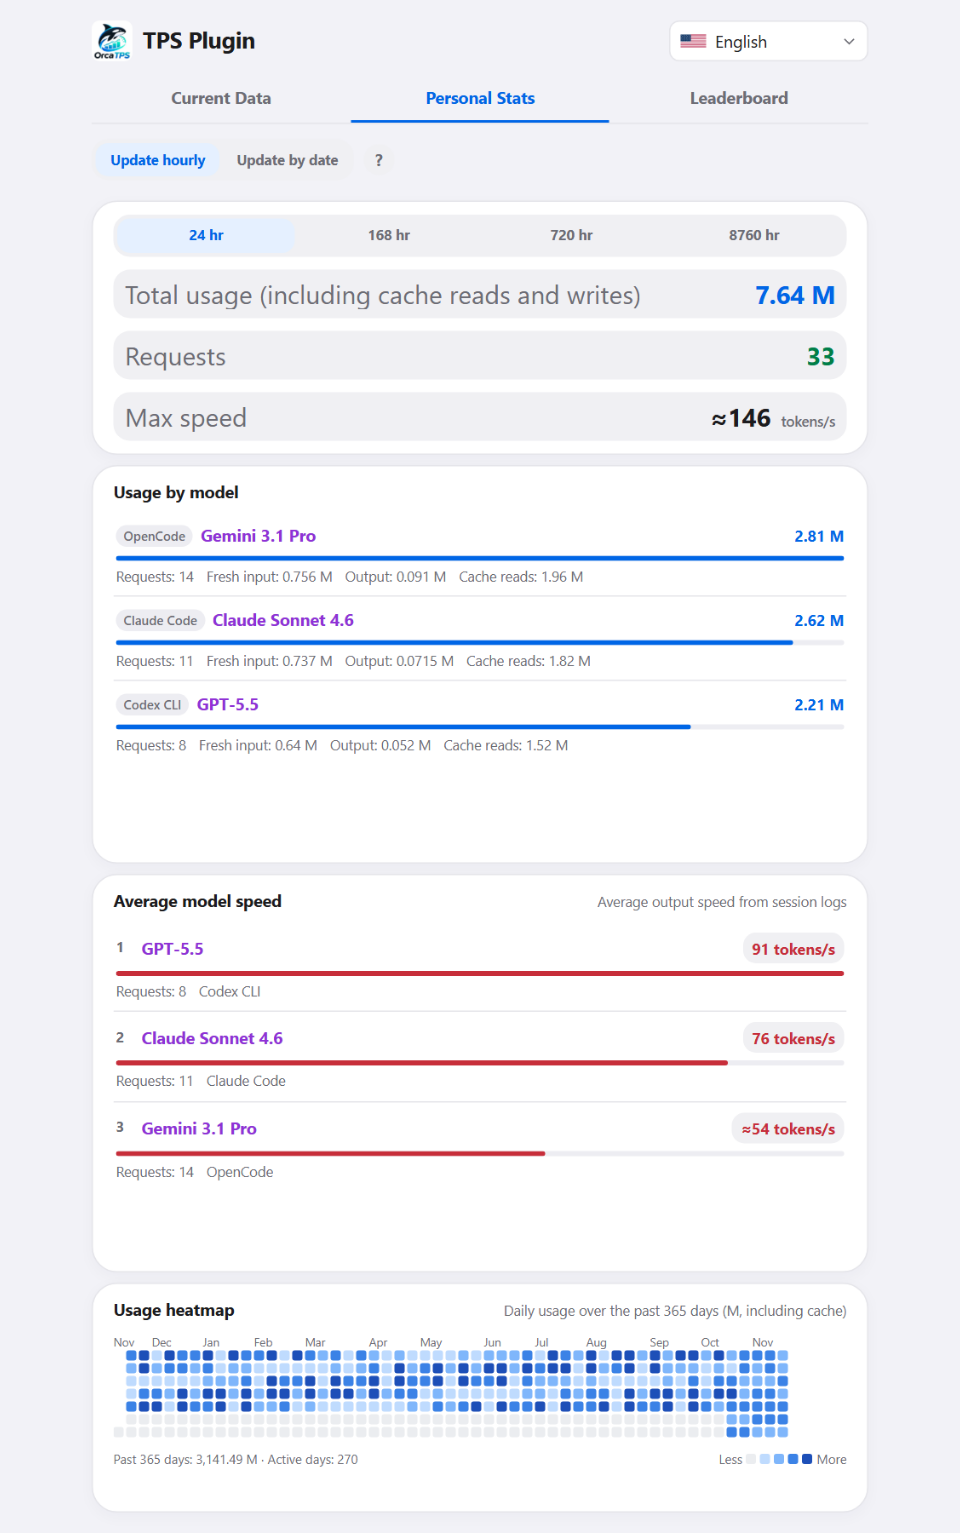 OrcaTPS
TPS Plugin
English
Current Data
Personal Stats
Leaderboard
Update hourly
Update by date
?
24 hr
168 hr
720 hr
8760 hr
Total usage (including cache reads and writes)
7.64 M
Requests
33
Max speed
≈146 tokens/s
Usage by model
OpenCode Gemini 3.1 Pro 2.81 M
Requests: 14 Fresh input: 0.756 M Output: 0.091 M Cache reads: 1.96 M
Claude Code Claude Sonnet 4.6 2.62 M
Requests: 11 Fresh input: 0.737 M Output: 0.0715 M Cache reads: 1.82 M
Codex CLI GPT-5.5 2.21 M
Requests: 8 Fresh input: 0.64 M Output: 0.052 M Cache reads: 1.52 M
Average model speed
Average output speed from session logs
1 GPT-5.5 91 tokens/s
Requests: 8 Codex CLI
2 Claude Sonnet 4.6 76 tokens/s
Requests: 11 Claude Code
3 Gemini 3.1 Pro ≈54 tokens/s
Requests: 14 OpenCode
Usage heatmap
Daily usage over the past 365 days (M, including cache)
Nov Dec Jan Feb Mar Apr May Jun Jul Aug Sep Oct Nov
Past 365 days: 3,141.49 M · Active days: 270
Less More